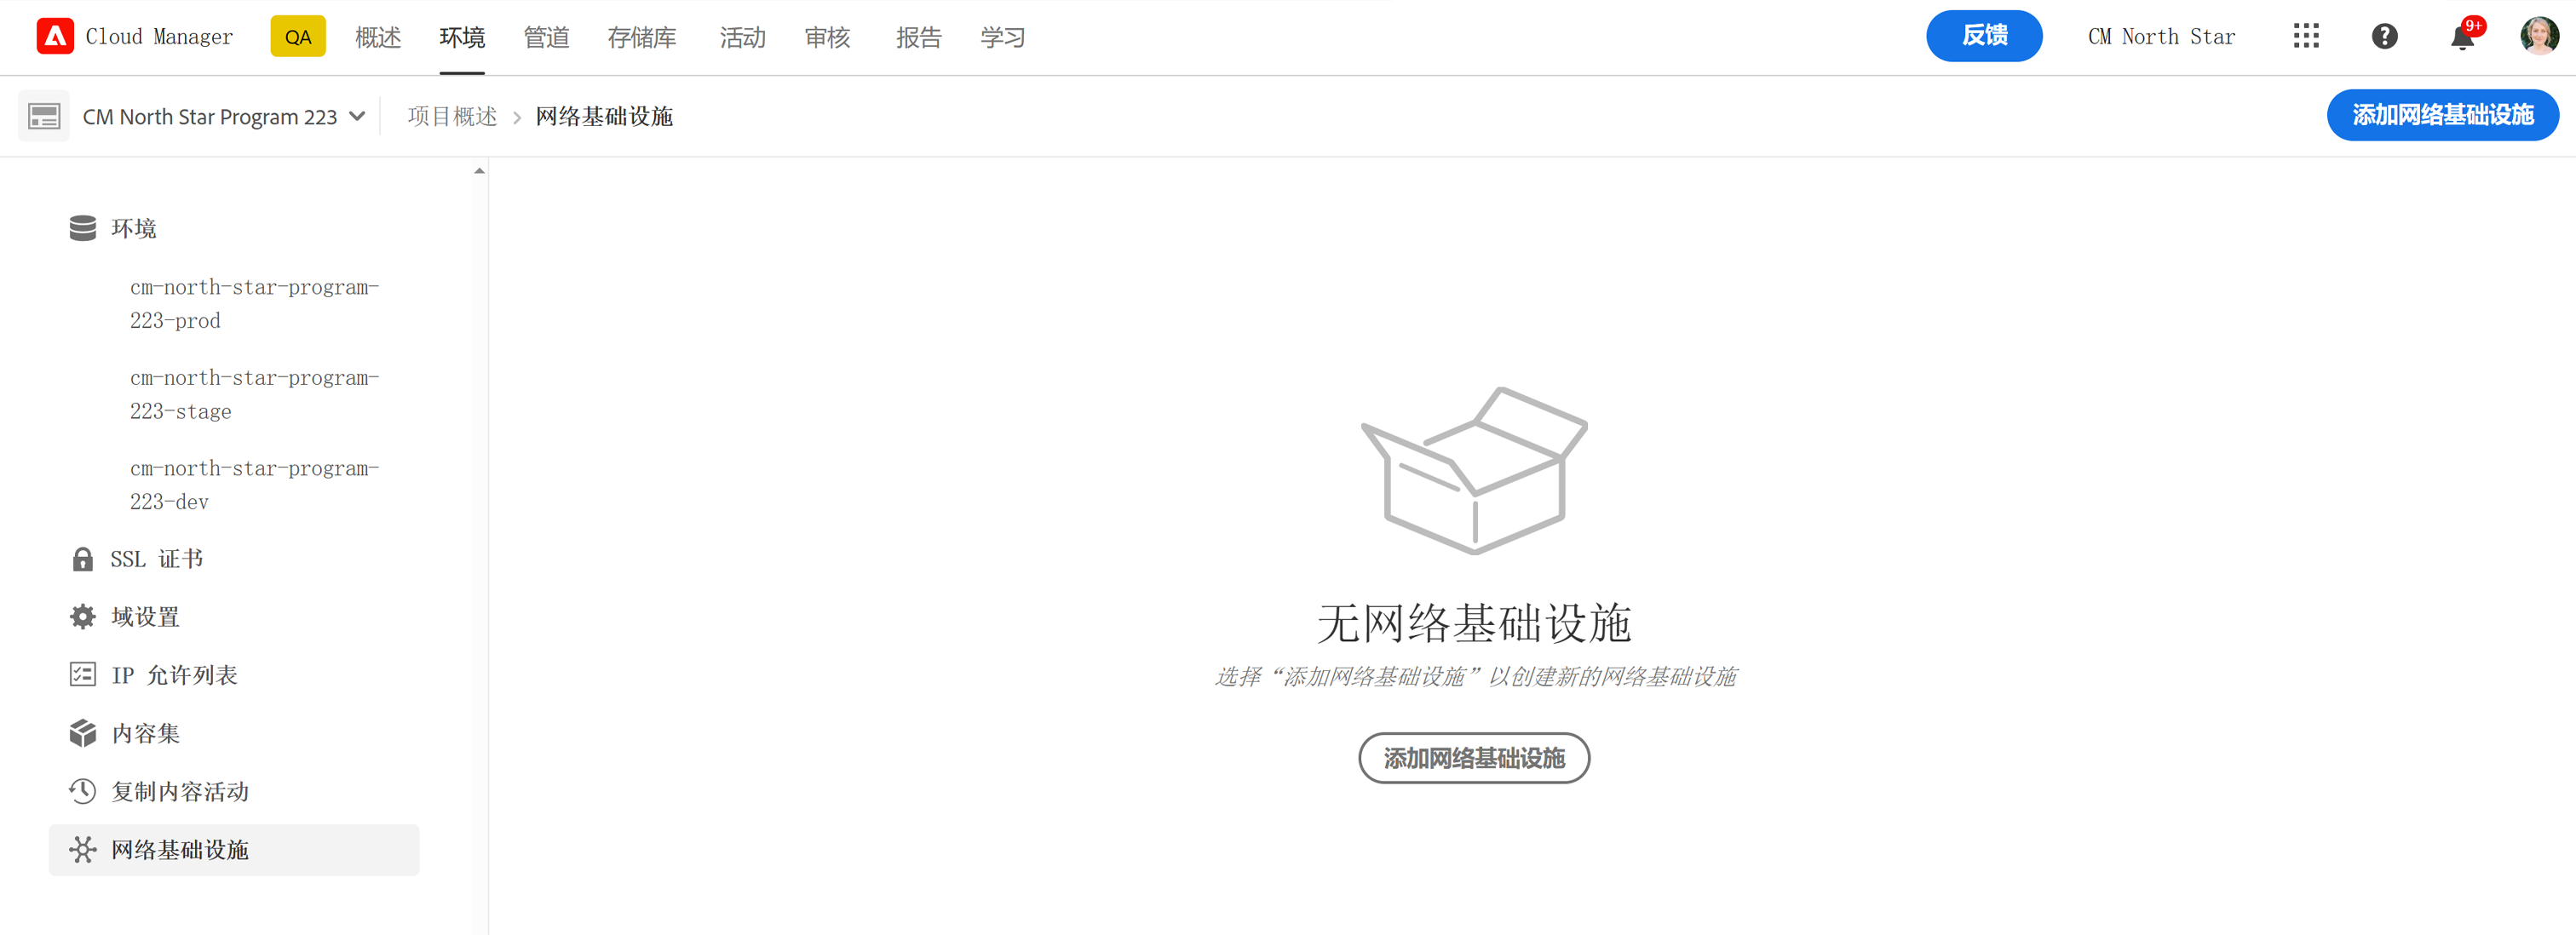 Cloud Manager QA 概述 环境 管道 存储库 活动 审核 报告 学习 反馈 CM North Star 9+
CM North Star Program 223 项目概述 网络基础设施 添加网络基础设施
环境
cm-north-star-program-
223-prod
cm-north-star-program-
223-stage
cm-north-star-program-
223-dev
SSL 证书
域设置
IP 允许列表
内容集
复制内容活动
网络基础设施
无网络基础设施
选择“添加网络基础设施”以创建新的网络基础设施
添加网络基础设施